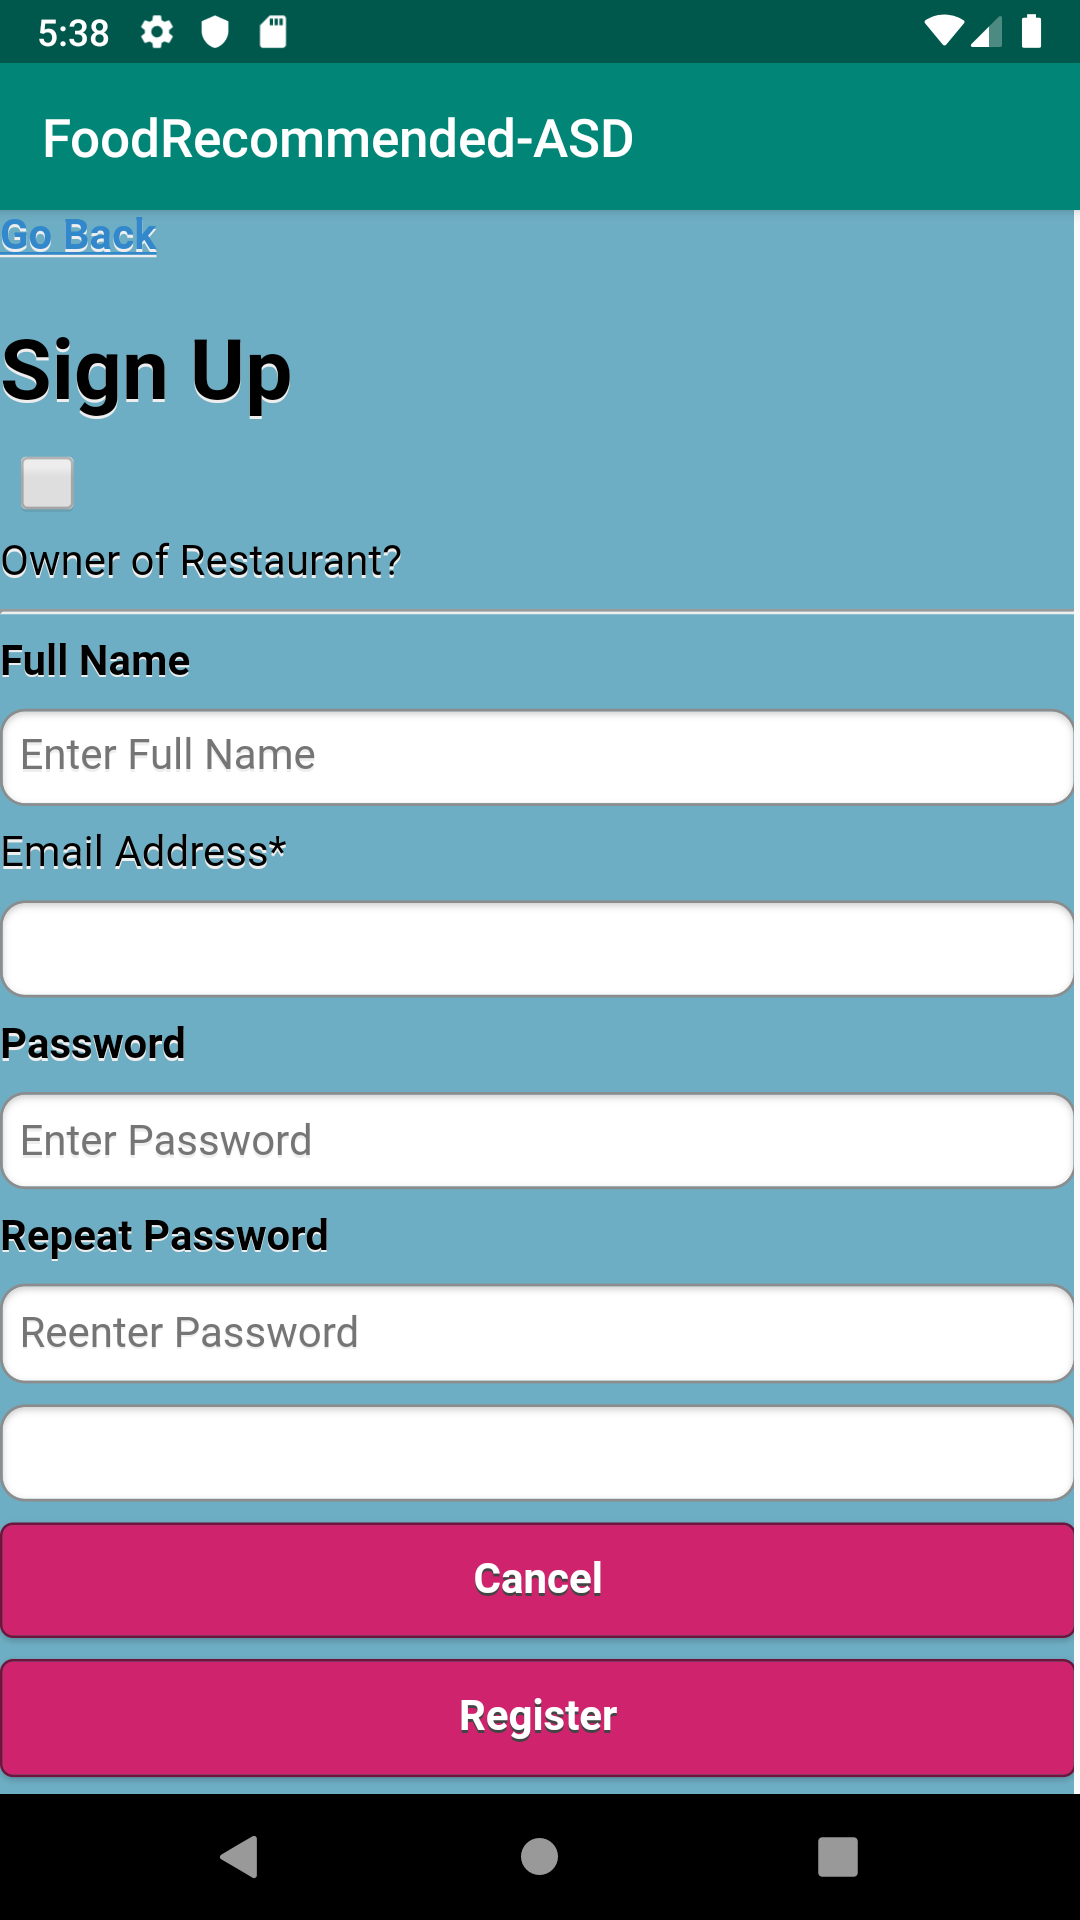 5:38
FoodRecommended-ASD
Go Back
Sign Up
Owner of Restaurant?
Full Name
Enter Full Name
Email Address*
Password
Enter Password
Repeat Password
Reenter Password
Cancel
Register